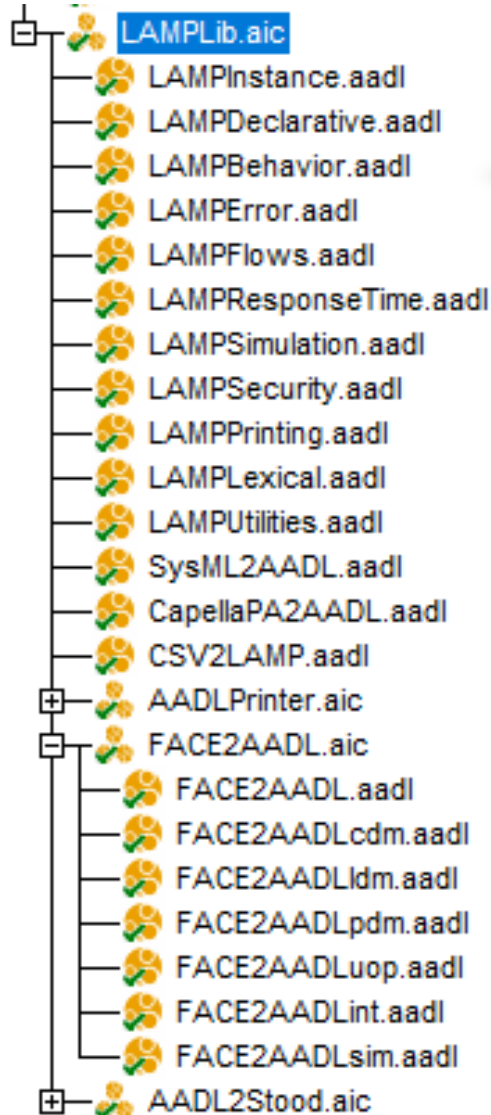 LAMPLib.aic
LAMPInstance.aadl
LAMPDeclarative.aadl
LAMPBehavior.aadl
LAMPError.aadl
LAMPFlows.aadl
LAMPResponseTime.aadl
LAMPSimulation.aadl
LAMPSecurity.aadl
LAMPPrinting.aadl
LAMPLexical.aadl
LAMPUtilities.aadl
SysML2AADL.aadl
CapellaPA2AADL.aadl
CSV2LAMP.aadl
AADLPrinter.aic
FACE2AADL.aic
FACE2AADL.aadl
FACE2AADLcdm.aadl
FACE2AADLldm.aadl
FACE2AADLpdm.aadl
FACE2AADLuop.aadl
FACE2AADLint.aadl
FACE2AADLsim.aadl
AADL2Stood.aic